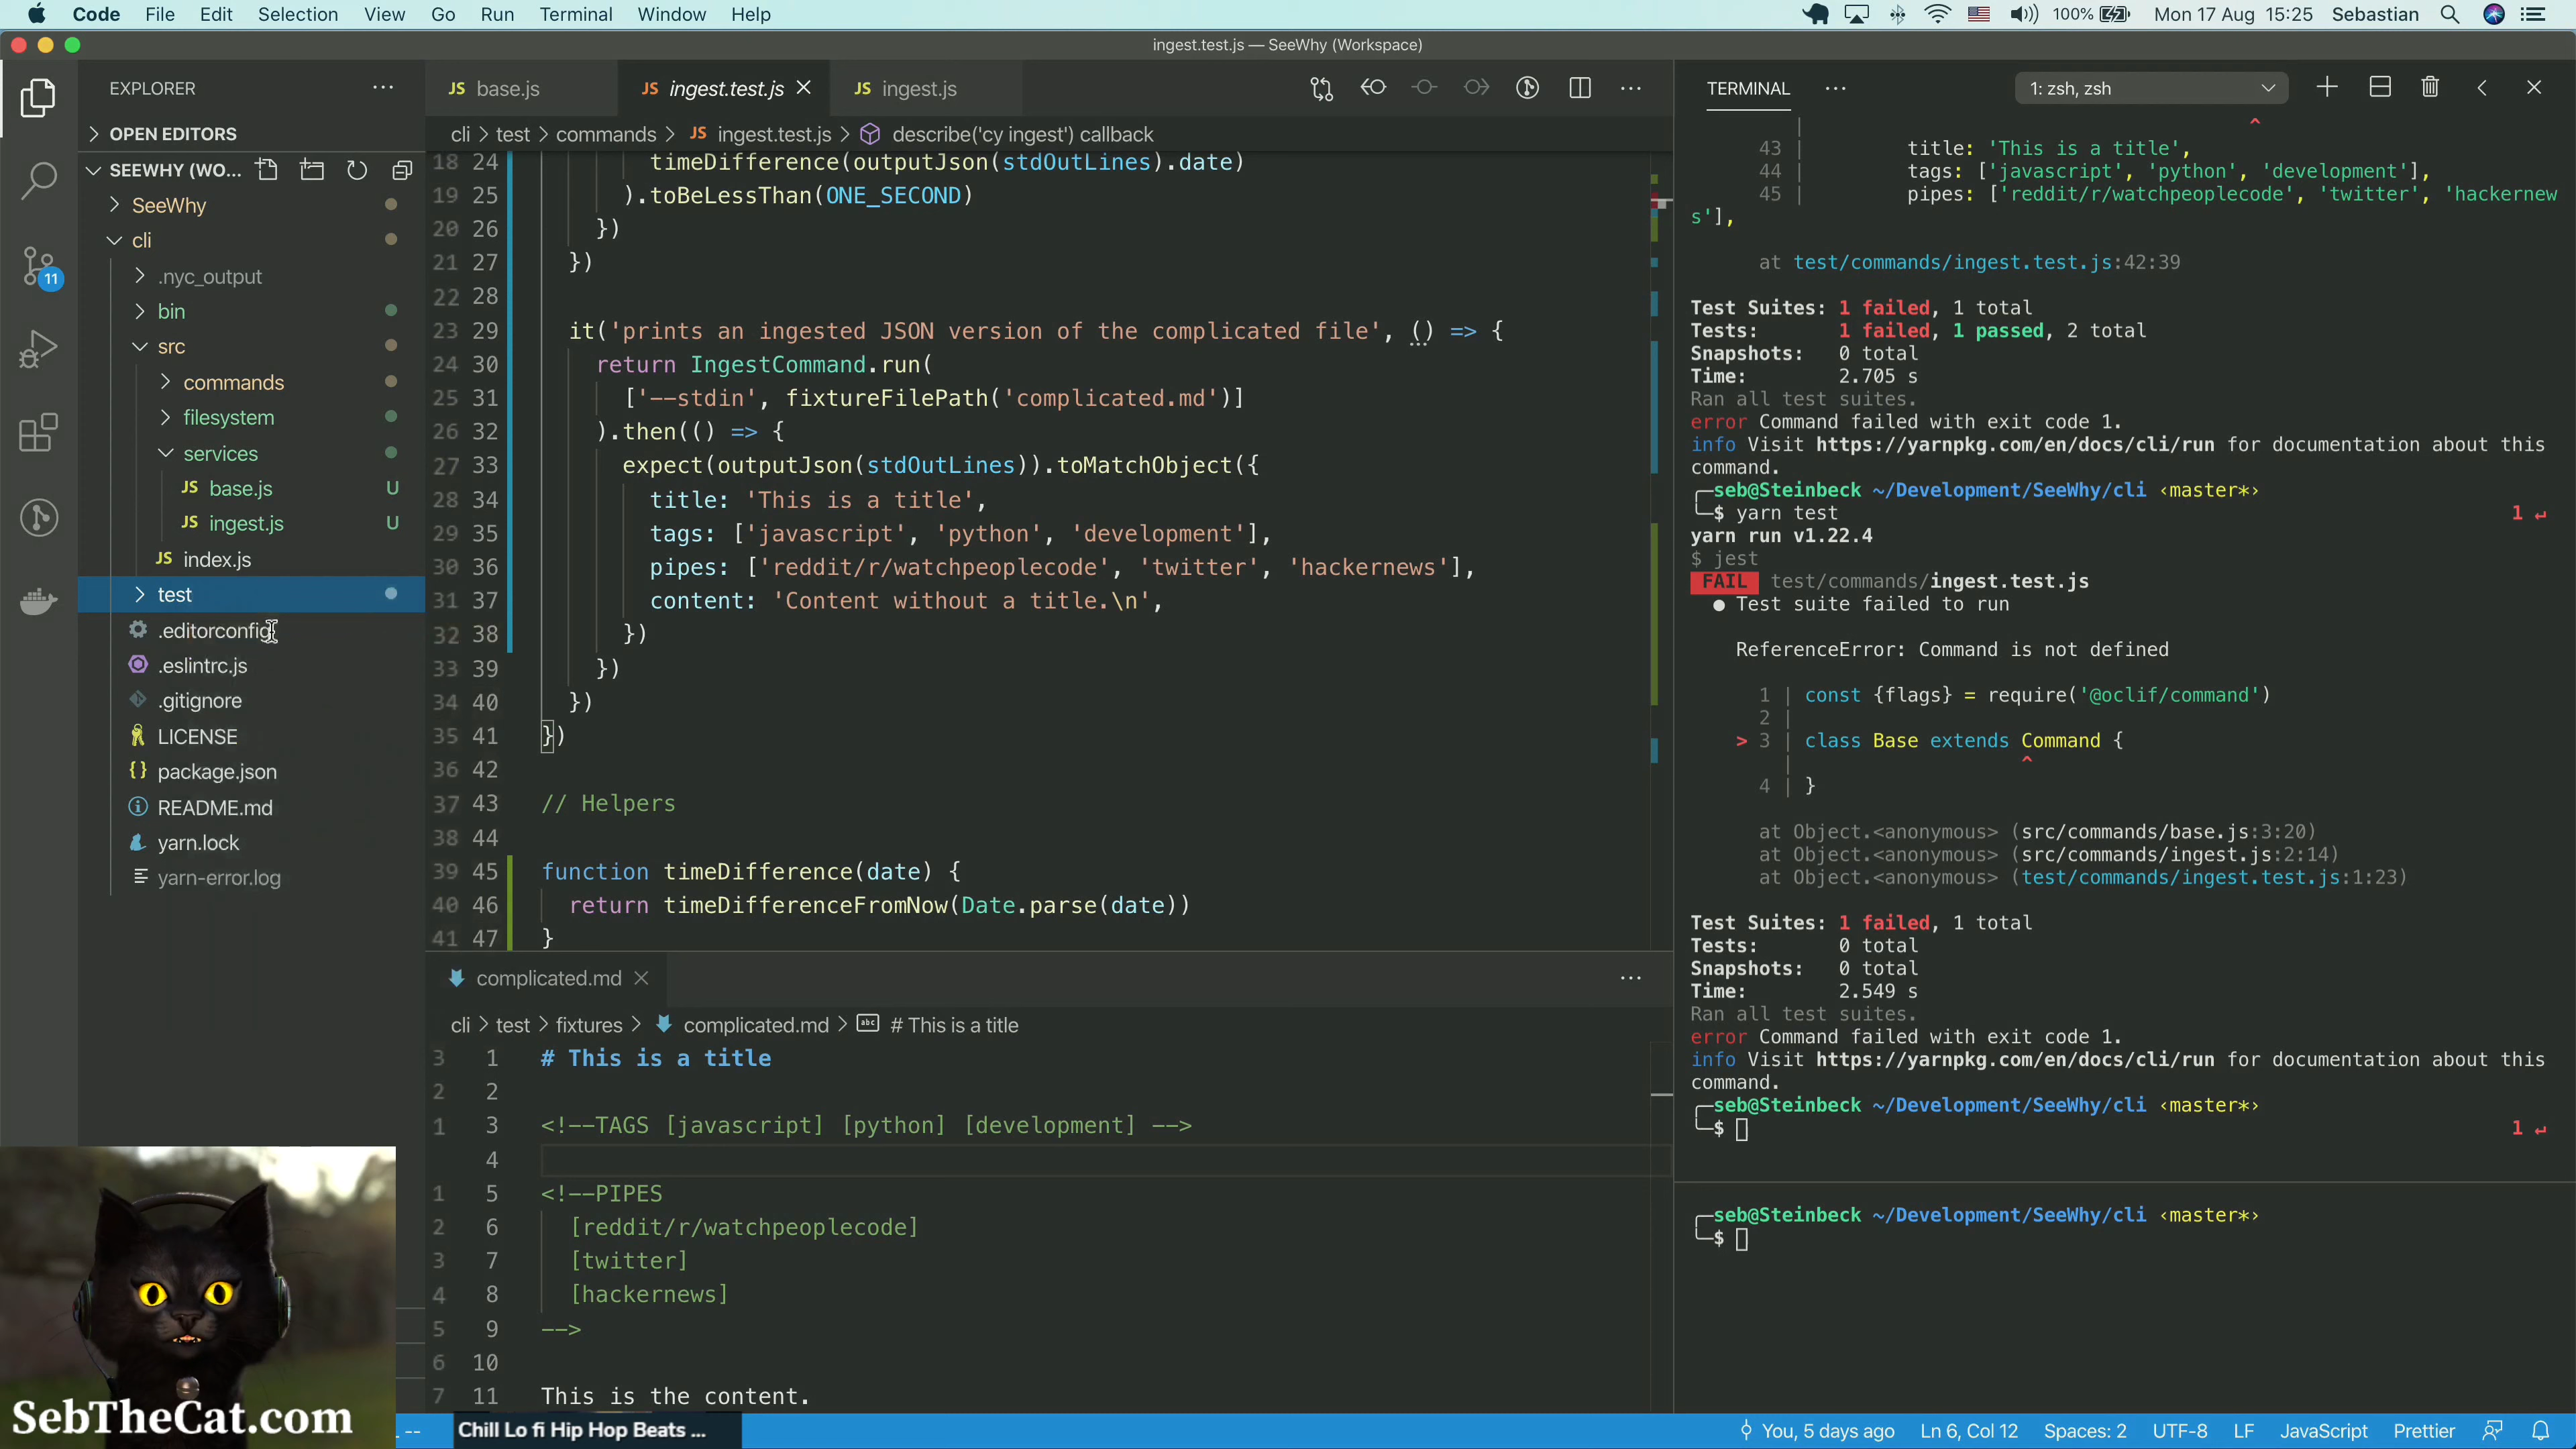 Code File Edit Selection View Go Run Terminal Window Help
100% Mon 17 Aug 15:25 Sebastian
ingest.test.js — SeeWhy (Workspace)
EXPLORER
OPEN EDITORS
SEEWHY (WO...
SeeWhy
cli
.nyc_output
bin
src
commands
filesystem
services
JS base.js U
JS ingest.js U
JS index.js
test
.editorconfig
.eslintrc.js
.gitignore
LICENSE
{} package.json
README.md
yarn.lock
yarn-error.log
11
JS base.js
JS ingest.test.js
JS ingest.js
cli > test > commands > JS ingest.test.js > describe('cy ingest') callback
18 24 timeDifference(outputJson(stdOutLines).date)
19 25 ).toBeLessThan(ONE_SECOND)
20 26 })
21 27 })
22 28
23 29 it('prints an ingested JSON version of the complicated file', () => {
24 30 return IngestCommand.run(
25 31 ['--stdin', fixtureFilePath('complicated.md')]
26 32 ).then(() => {
27 33 expect(outputJson(stdOutLines)).toMatchObject({
28 34 title: 'This is a title',
29 35 tags: ['javascript', 'python', 'development'],
30 36 pipes: ['reddit/r/watchpeoplecode', 'twitter', 'hackernews'],
31 37 content: 'Content without a title.\n',
32 38 })
33 39 })
34 40 })
35 41 })
36 42
37 43 // Helpers
38 44
39 45 function timeDifference(date) {
40 46 return timeDifferenceFromNow(Date.parse(date))
41 47 }
complicated.md
cli > test > fixtures > complicated.md > abc # This is a title
3 1 # This is a title
2 2
1 3 <!--TAGS [javascript] [python] [development] -->
4
1 5 <!--PIPES
2 6 [reddit/r/watchpeoplecode]
3 7 [twitter]
4 8 [hackernews]
5 9 -->
6 10
7 11 This is the content.
TERMINAL
1: zsh, zsh
| ^
43 | title: 'This is a title',
44 | tags: ['javascript', 'python', 'development'],
45 | pipes: ['reddit/r/watchpeoplecode', 'twitter', 'hackernew
s'],
at test/commands/ingest.test.js:42:39
Test Suites: 1 failed, 1 total
Tests: 1 failed, 1 passed, 2 total
Snapshots: 0 total
Time: 2.705 s
Ran all test suites.
error Command failed with exit code 1.
info Visit https://yarnpkg.com/en/docs/cli/run for documentation about this
command.
seb@Steinbeck ~/Development/SeeWhy/cli ‹master*›
$ yarn test 1 ↵
yarn run v1.22.4
$ jest
FAIL test/commands/ingest.test.js
● Test suite failed to run
ReferenceError: Command is not defined
1 | const {flags} = require('@oclif/command')
2 |
> 3 | class Base extends Command {
| ^
4 | }
at Object.<anonymous> (src/commands/base.js:3:20)
at Object.<anonymous> (src/commands/ingest.js:2:14)
at Object.<anonymous> (test/commands/ingest.test.js:1:23)
Test Suites: 1 failed, 1 total
Tests: 0 total
Snapshots: 0 total
Time: 2.549 s
Ran all test suites.
error Command failed with exit code 1.
info Visit https://yarnpkg.com/en/docs/cli/run for documentation about this
command.
seb@Steinbeck ~/Development/SeeWhy/cli ‹master*›
$ 1 ↵
seb@Steinbeck ~/Development/SeeWhy/cli ‹master*›
$
SebTheCat.com
-- Chill Lo fi Hip Hop Beats ...
You, 5 days ago Ln 6, Col 12 Spaces: 2 UTF-8 LF JavaScript Prettier